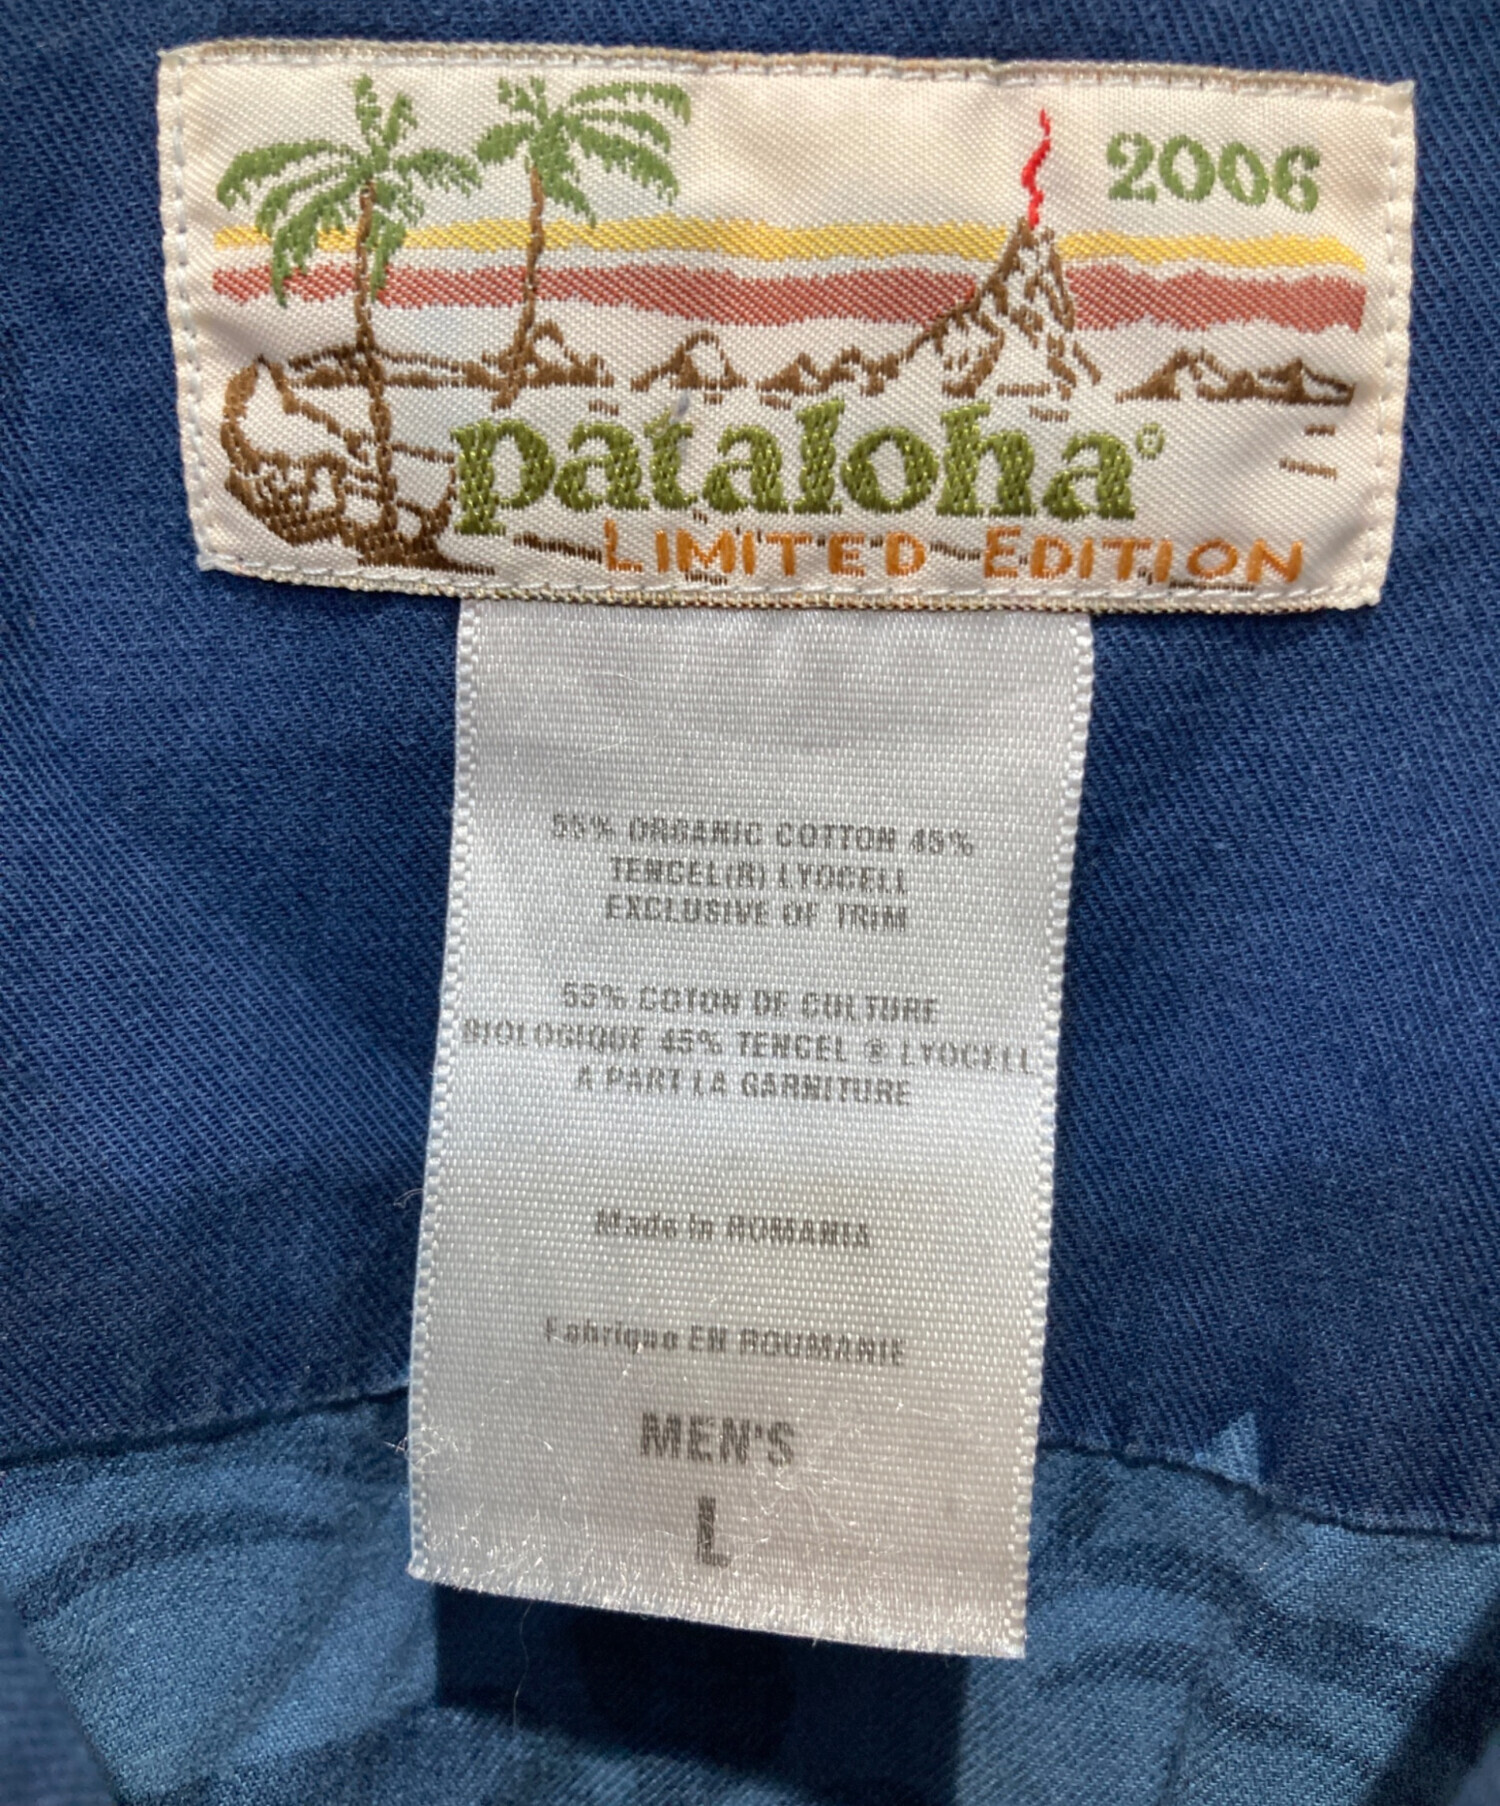 2006
pataloha®
LIMITED EDITION
55% ORGANIC COTTON 45%
TENCEL(R) LYOCELL
EXCLUSIVE OF TRIM
55% COTON DE CULTURE
BIOLOGIQUE 45% TENCEL ® LYOCELL
A PART LA GARNITURE
Made in ROMANIA
Fabrique EN ROUMANIE
MEN'S
L